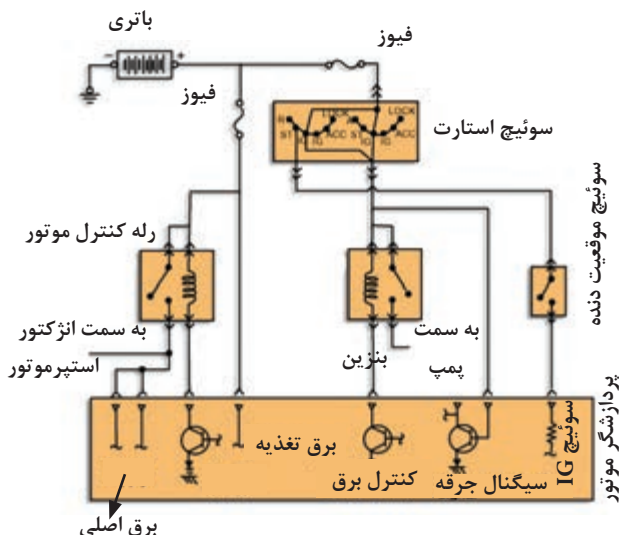 باتری
فیوز
فیوز
LOCK
LOCK
R
A
ST
IG
IG
ACC
ST
IG
IG
ACC
سوئیچ استارت
سوئیچ موقعیت دنده
رله کنترل موتور
به سمت انژکتور
استپرموتور
به سمت
بنزین
پمپ
پردازشگر موتور
سوئیچ IG
برق تغذیه
کنترل برق
سیگنال جرقه
برق اصلی